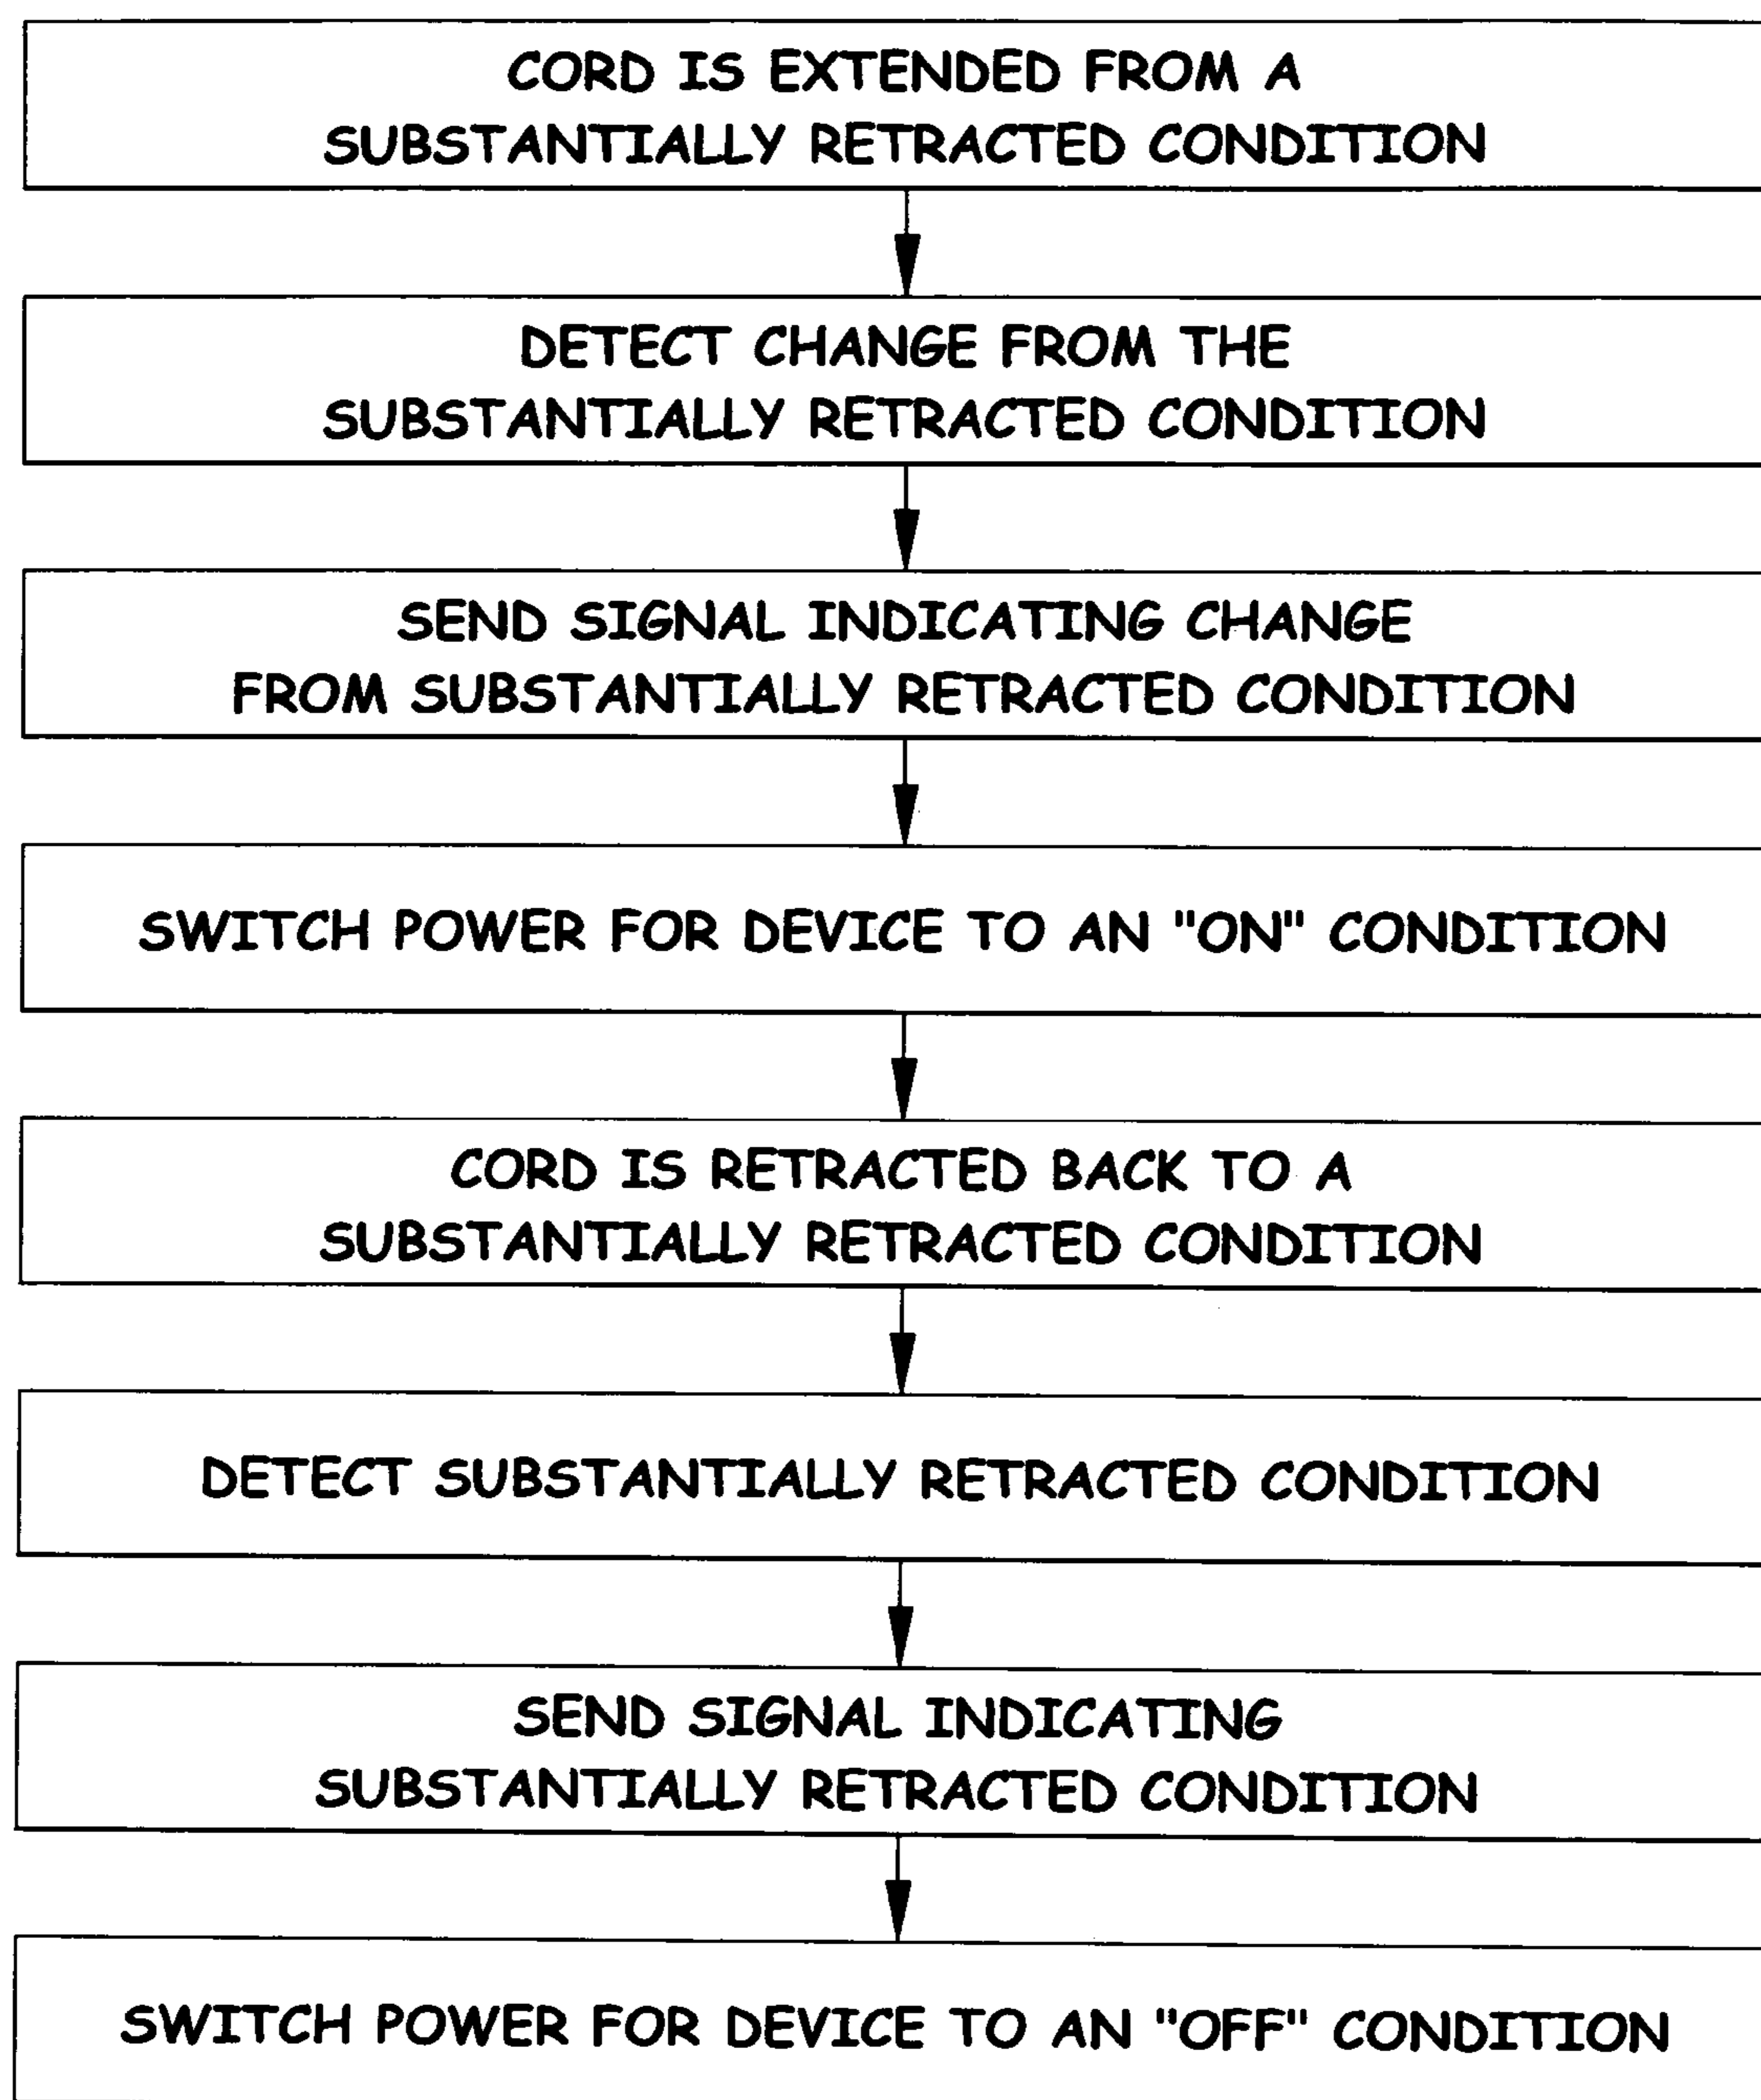 CORD IS EXTENDED FROM A
SUBSTANTIALLY RETRACTED CONDITION
DETECT CHANGE FROM THE
SUBSTANTIALLY RETRACTED CONDITION
SEND SIGNAL INDICATING CHANGE
FROM SUBSTANTIALLY RETRACTED CONDITION
SWITCH POWER FOR DEVICE TO AN "ON" CONDITION
CORD IS RETRACTED BACK TO A
SUBSTANTIALLY RETRACTED CONDITION
DETECT SUBSTANTIALLY RETRACTED CONDITION
SEND SIGNAL INDICATING
SUBSTANTIALLY RETRACTED CONDITION
SWITCH POWER FOR DEVICE TO AN "OFF" CONDITION